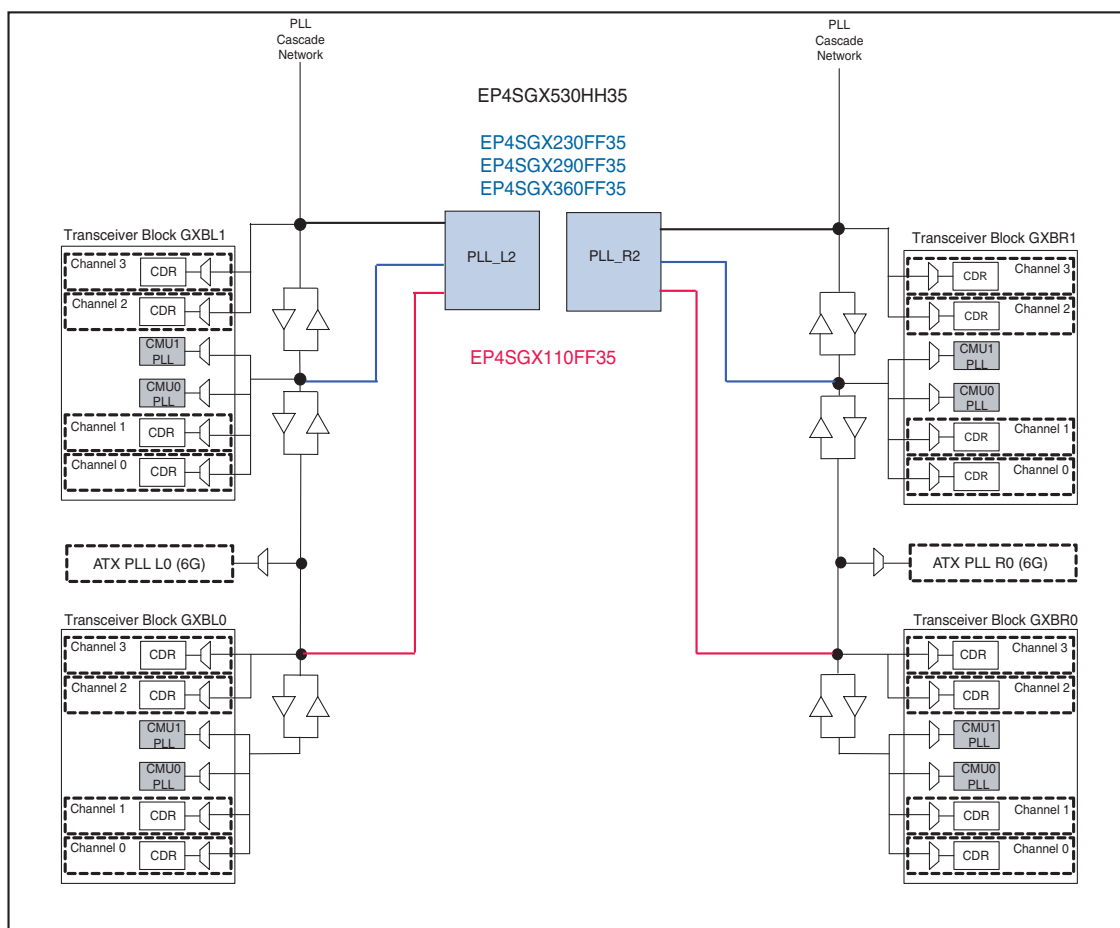 PLL
Cascade
Network
PLL
Cascade
Network
EP4SGX530HH35
EP4SGX230FF35
EP4SGX290FF35
EP4SGX360FF35
PLL_L2
PLL_R2
EP4SGX110FF35
Transceiver Block GXBL1
Channel 3
CDR
Channel 2
CDR
CMU1
PLL
CMU0
PLL
Channel 1
CDR
Channel 0
CDR
ATX PLL L0 (6G)
Transceiver Block GXBL0
Channel 3
CDR
Channel 2
CDR
CMU1
PLL
CMU0
PLL
Channel 1
CDR
Channel 0
CDR
Transceiver Block GXBR1
CDR
Channel 3
CDR
Channel 2
CMU1
PLL
CMU0
PLL
CDR
Channel 1
CDR
Channel 0
ATX PLL R0 (6G)
Transceiver Block GXBR0
CDR
Channel 3
CDR
Channel 2
CMU1
PLL
CMU0
PLL
CDR
Channel 1
CDR
Channel 0